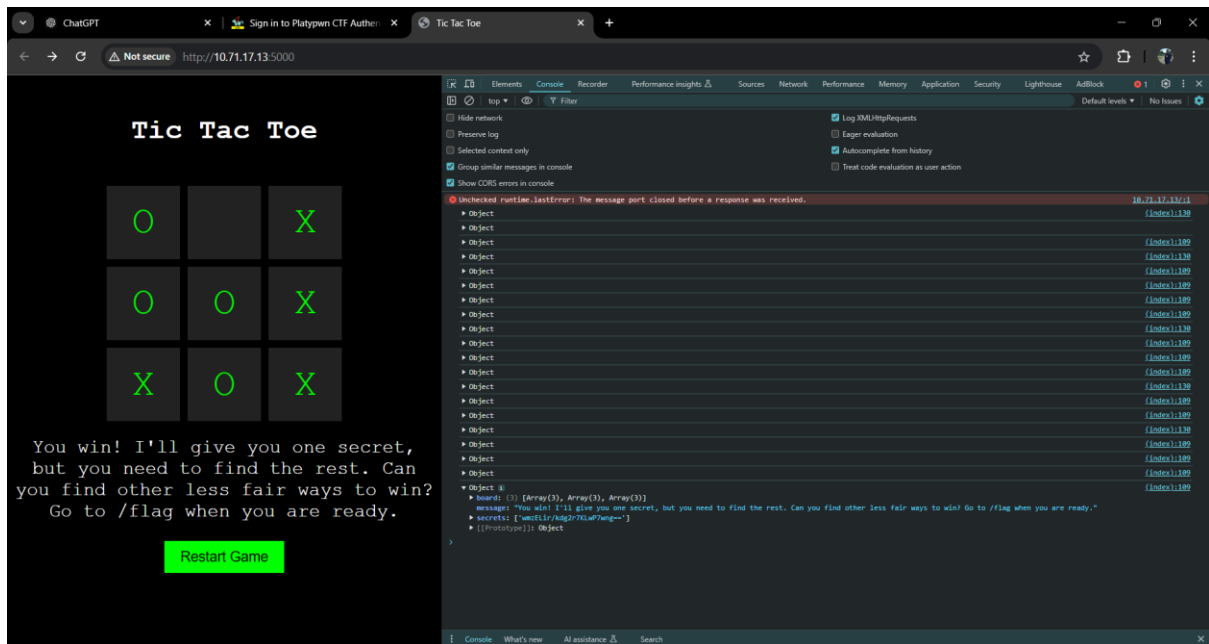 ChatGPT
Sign in to Platypwn CTF Authen
Tic Tac Toe
Not secure http://10.71.17.13:5000
Elements Console Recorder Performance insights Sources Network Performance Memory Application Security Lighthouse AdBlock 1
top Filter Default levels No Issues
Hide network Log XMLHttpRequests
Preserve log Eager evaluation
Selected context only Autocomplete from history
Group similar messages in console Treat code evaluation as user action
Show CORS errors in console
Unchecked runtime.lastError: The message port closed before a response was received. 10.71.17.13/:1
Object (index):130
Object
Object (index):109
Object (index):130
Object (index):109
Object (index):109
Object (index):109
Object (index):109
Object (index):130
Object (index):109
Object (index):109
Object (index):109
Object (index):130
Object (index):109
Object (index):109
Object (index):130
Object (index):109
Object (index):109
Object (index):109
Object (index):109
board: (3) [Array(3), Array(3), Array(3)]
message: "You win! I'll give you one secret, but you need to find the rest. Can you find other less fair ways to win? Go to /flag when you are ready."
secrets: ['wmzELir/kdg2r7KLwP7wng==']
[[Prototype]]: Object
Tic Tac Toe
O X
O O X
X O X
You win! I'll give you one secret,
but you need to find the rest. Can
you find other less fair ways to win?
Go to /flag when you are ready.
Restart Game
Console What's new AI assistance Search